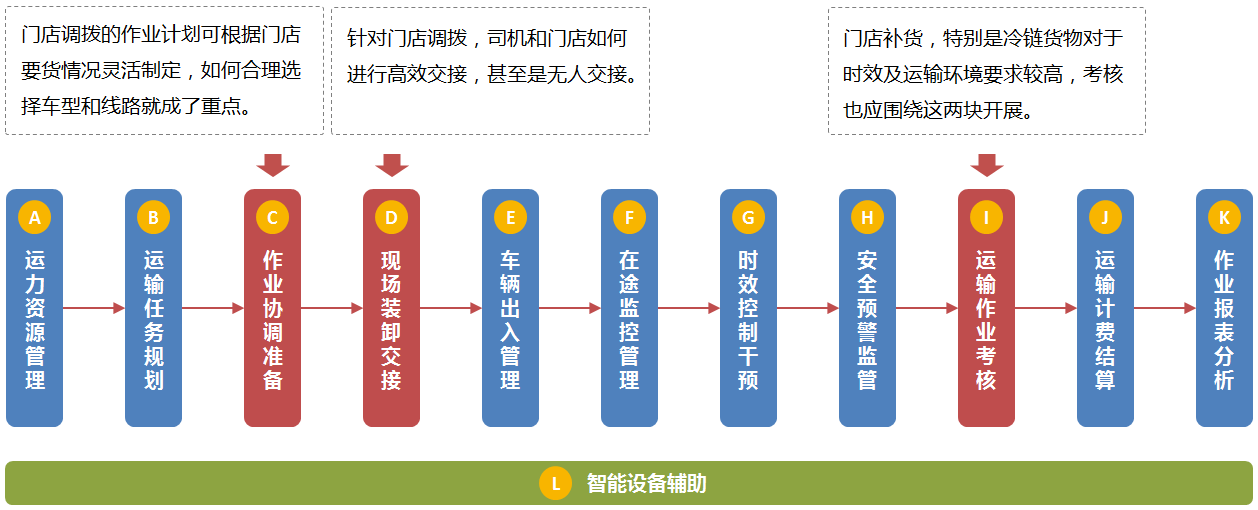 门店调拨的作业计划可根据门店
要货情况灵活制定，如何合理选
择车型和线路就成了重点。
针对门店调拨，司机和门店如何
进行高效交接，甚至是无人交接。
门店补货，特别是冷链货物对于
时效及运输环境要求较高，考核
也应围绕这两块开展。
A
运力资源管理
B
运输任务规划
C
作业协调准备
D
现场装卸交接
E
车辆出入管理
F
在途监控管理
G
时效控制干预
H
安全预警监管
I
运输作业考核
J
运输计费结算
K
作业报表分析
L 智能设备辅助